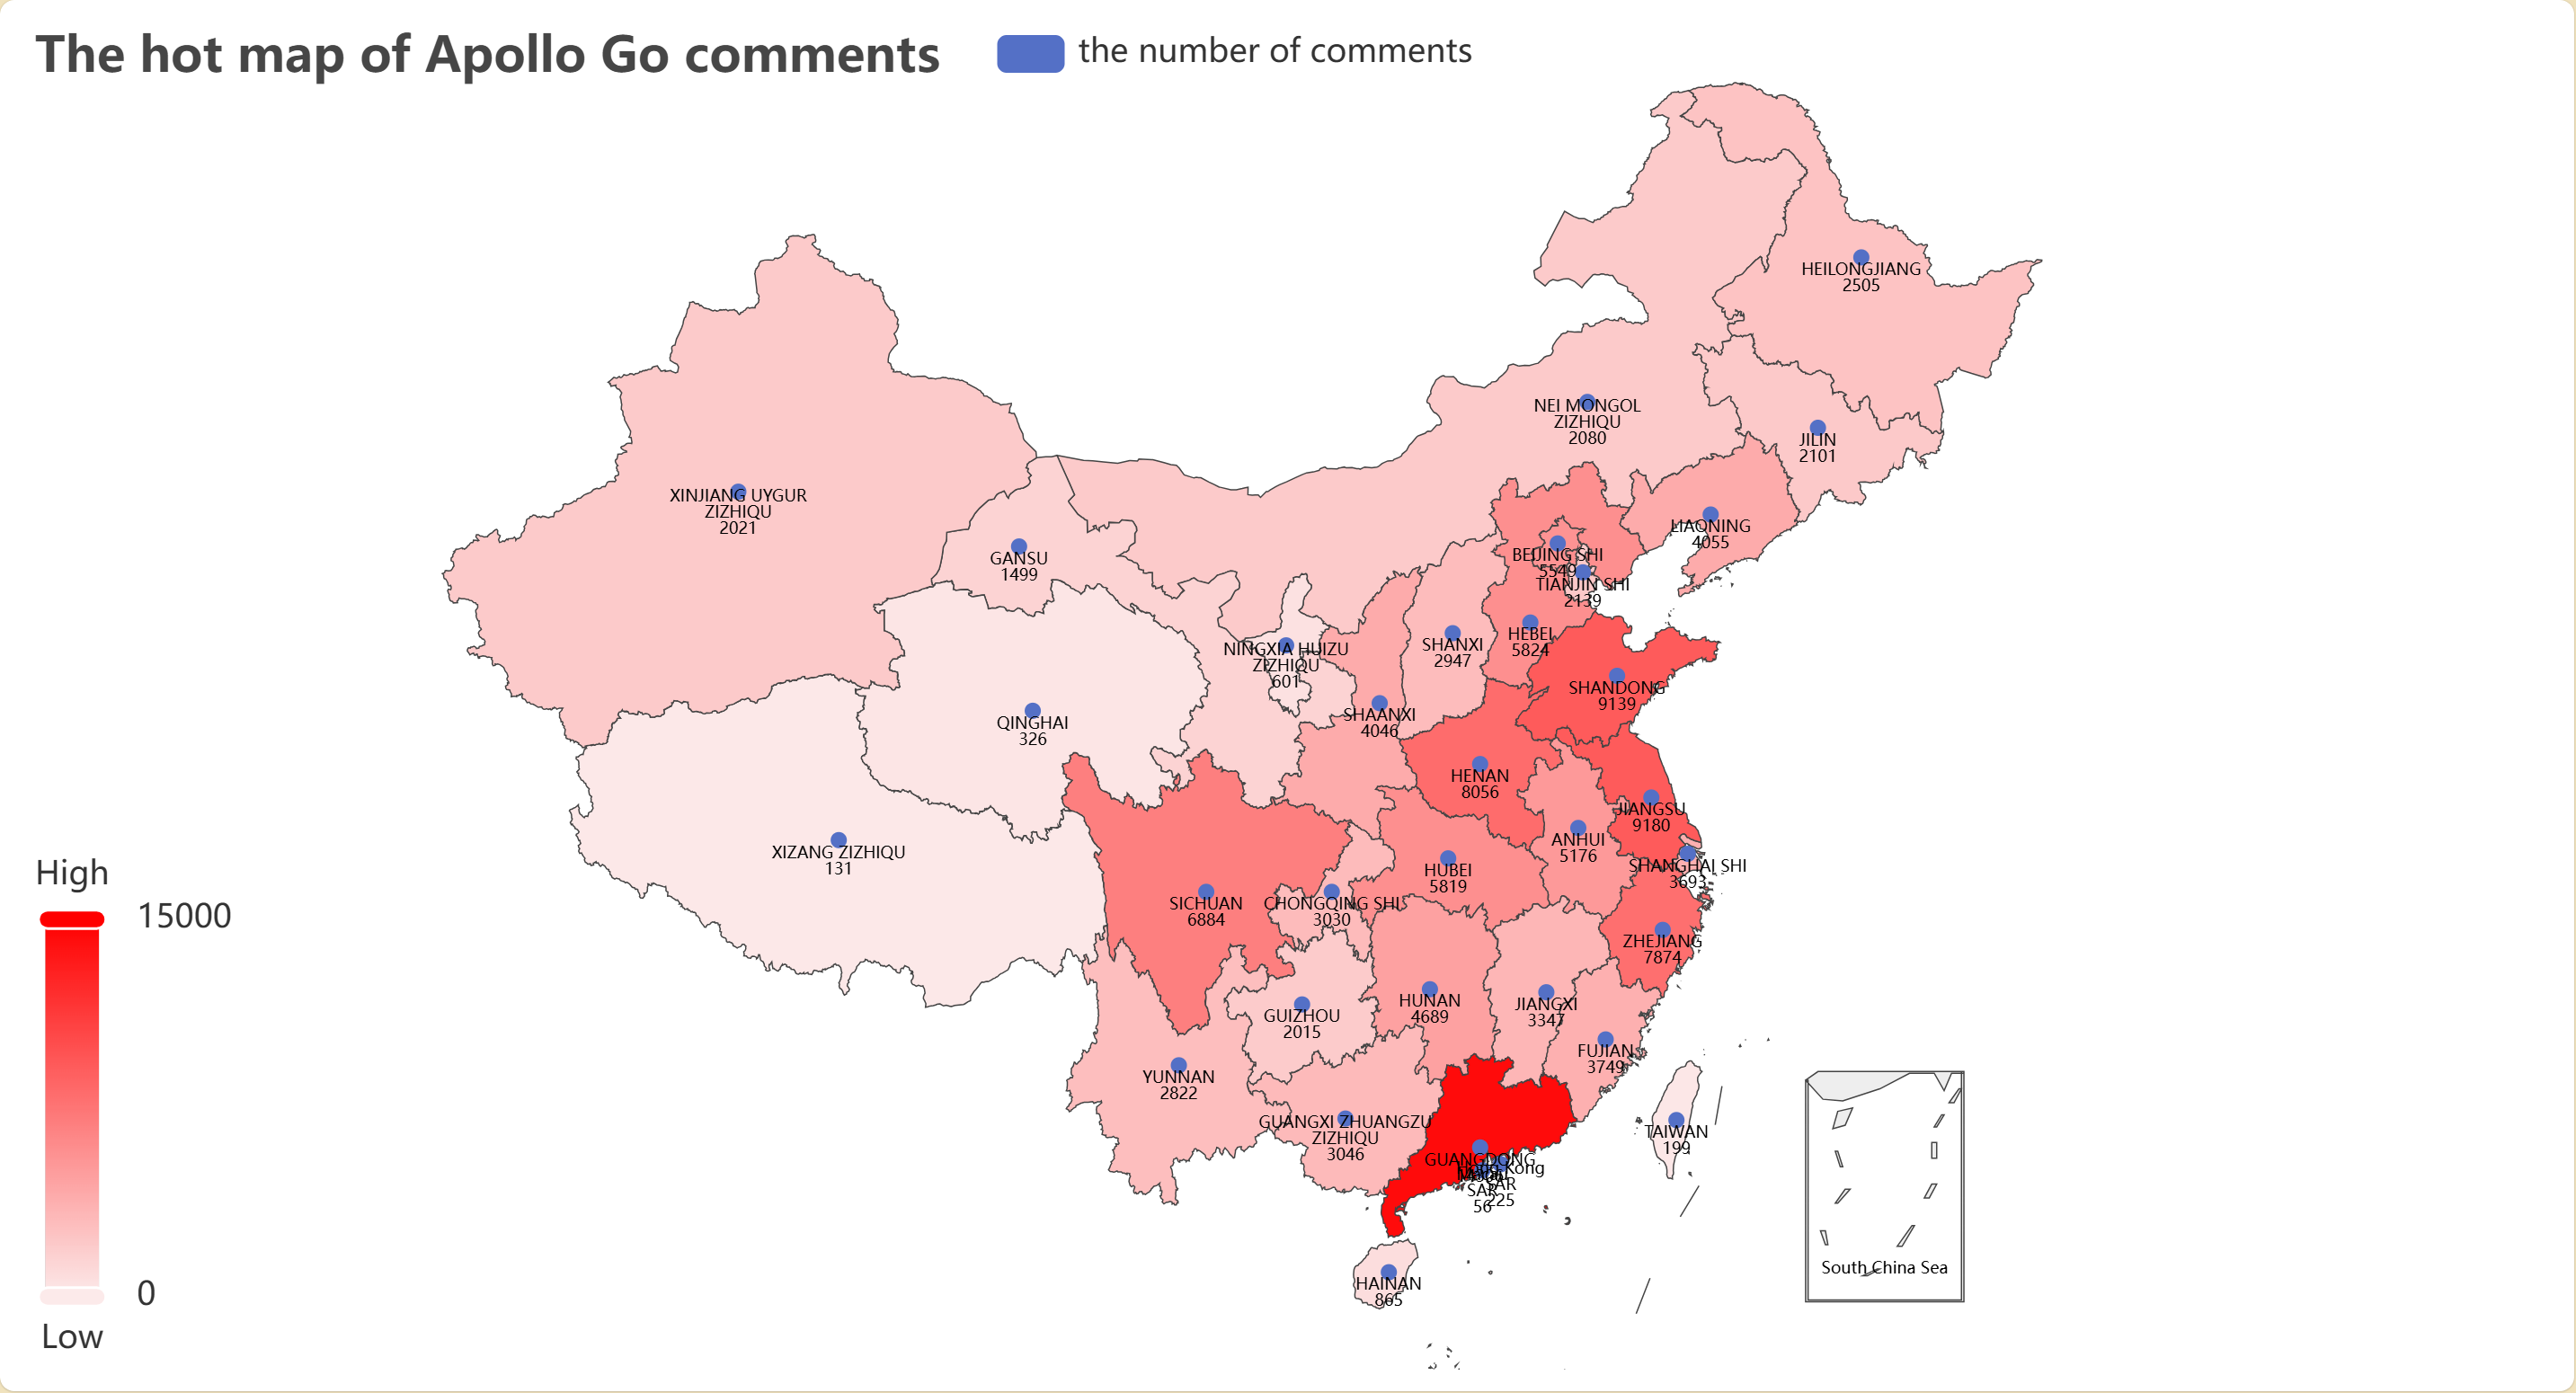 The hot map of Apollo Go comments
the number of comments
HEILONGJIANG
2505
NEI MONGOL
ZIZHIQU
2080
JILIN
2101
XINJIANG UYGUR
ZIZHIQU
2021
LIAONING
4055
GANSU
1499
BEIJING SHI
5549
TIANJIN SHI
2139
HEBEI
5824
SHANXI
2947
NINGXIA HUIZU
ZIZHIQU
601
SHANDONG
9139
QINGHAI
326
SHAANXI
4046
HENAN
8056
JIANGSU
9180
ANHUI
5176
XIZANG ZIZHIQU
131
SHANGHAI SHI
3693
HUBEI
5819
SICHUAN
6884
CHONGQING SHI
3030
ZHEJIANG
7874
HUNAN
4689
JIANGXI
3347
GUIZHOU
2015
FUJIAN
3749
YUNNAN
2822
GUANGXI ZHUANGZU
ZIZHIQU
3046
TAIWAN
199
GUANGDONG
Hong Kong
SAR
225
SAR
56
HAINAN
865
South China Sea
High
15000
0
Low